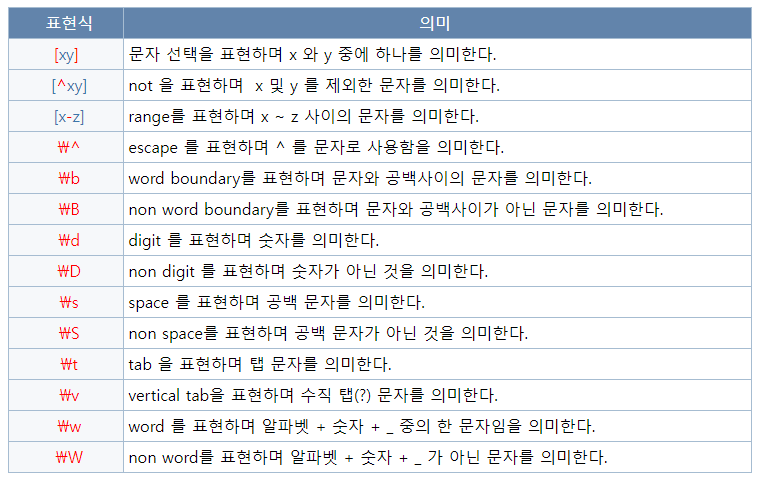 표현식 의미
[xy] 문자 선택을 표현하며 x 와 y 중에 하나를 의미한다.
[^xy] not 을 표현하며 x 및 y 를 제외한 문자를 의미한다.
[x-z] range를 표현하며 x ~ z 사이의 문자를 의미한다.
₩^ escape 를 표현하며 ^ 를 문자로 사용함을 의미한다.
₩b word boundary를 표현하며 문자와 공백사이의 문자를 의미한다.
₩B non word boundary를 표현하며 문자와 공백사이가 아닌 문자를 의미한다.
₩d digit 를 표현하며 숫자를 의미한다.
₩D non digit 를 표현하며 숫자가 아닌 것을 의미한다.
₩s space 를 표현하며 공백 문자를 의미한다.
₩S non space를 표현하며 공백 문자가 아닌 것을 의미한다.
₩t tab 을 표현하며 탭 문자를 의미한다.
₩v vertical tab을 표현하며 수직 탭(?) 문자를 의미한다.
₩w word 를 표현하며 알파벳 + 숫자 + _ 중의 한 문자임을 의미한다.
₩W non word를 표현하며 알파벳 + 숫자 + _ 가 아닌 문자를 의미한다.